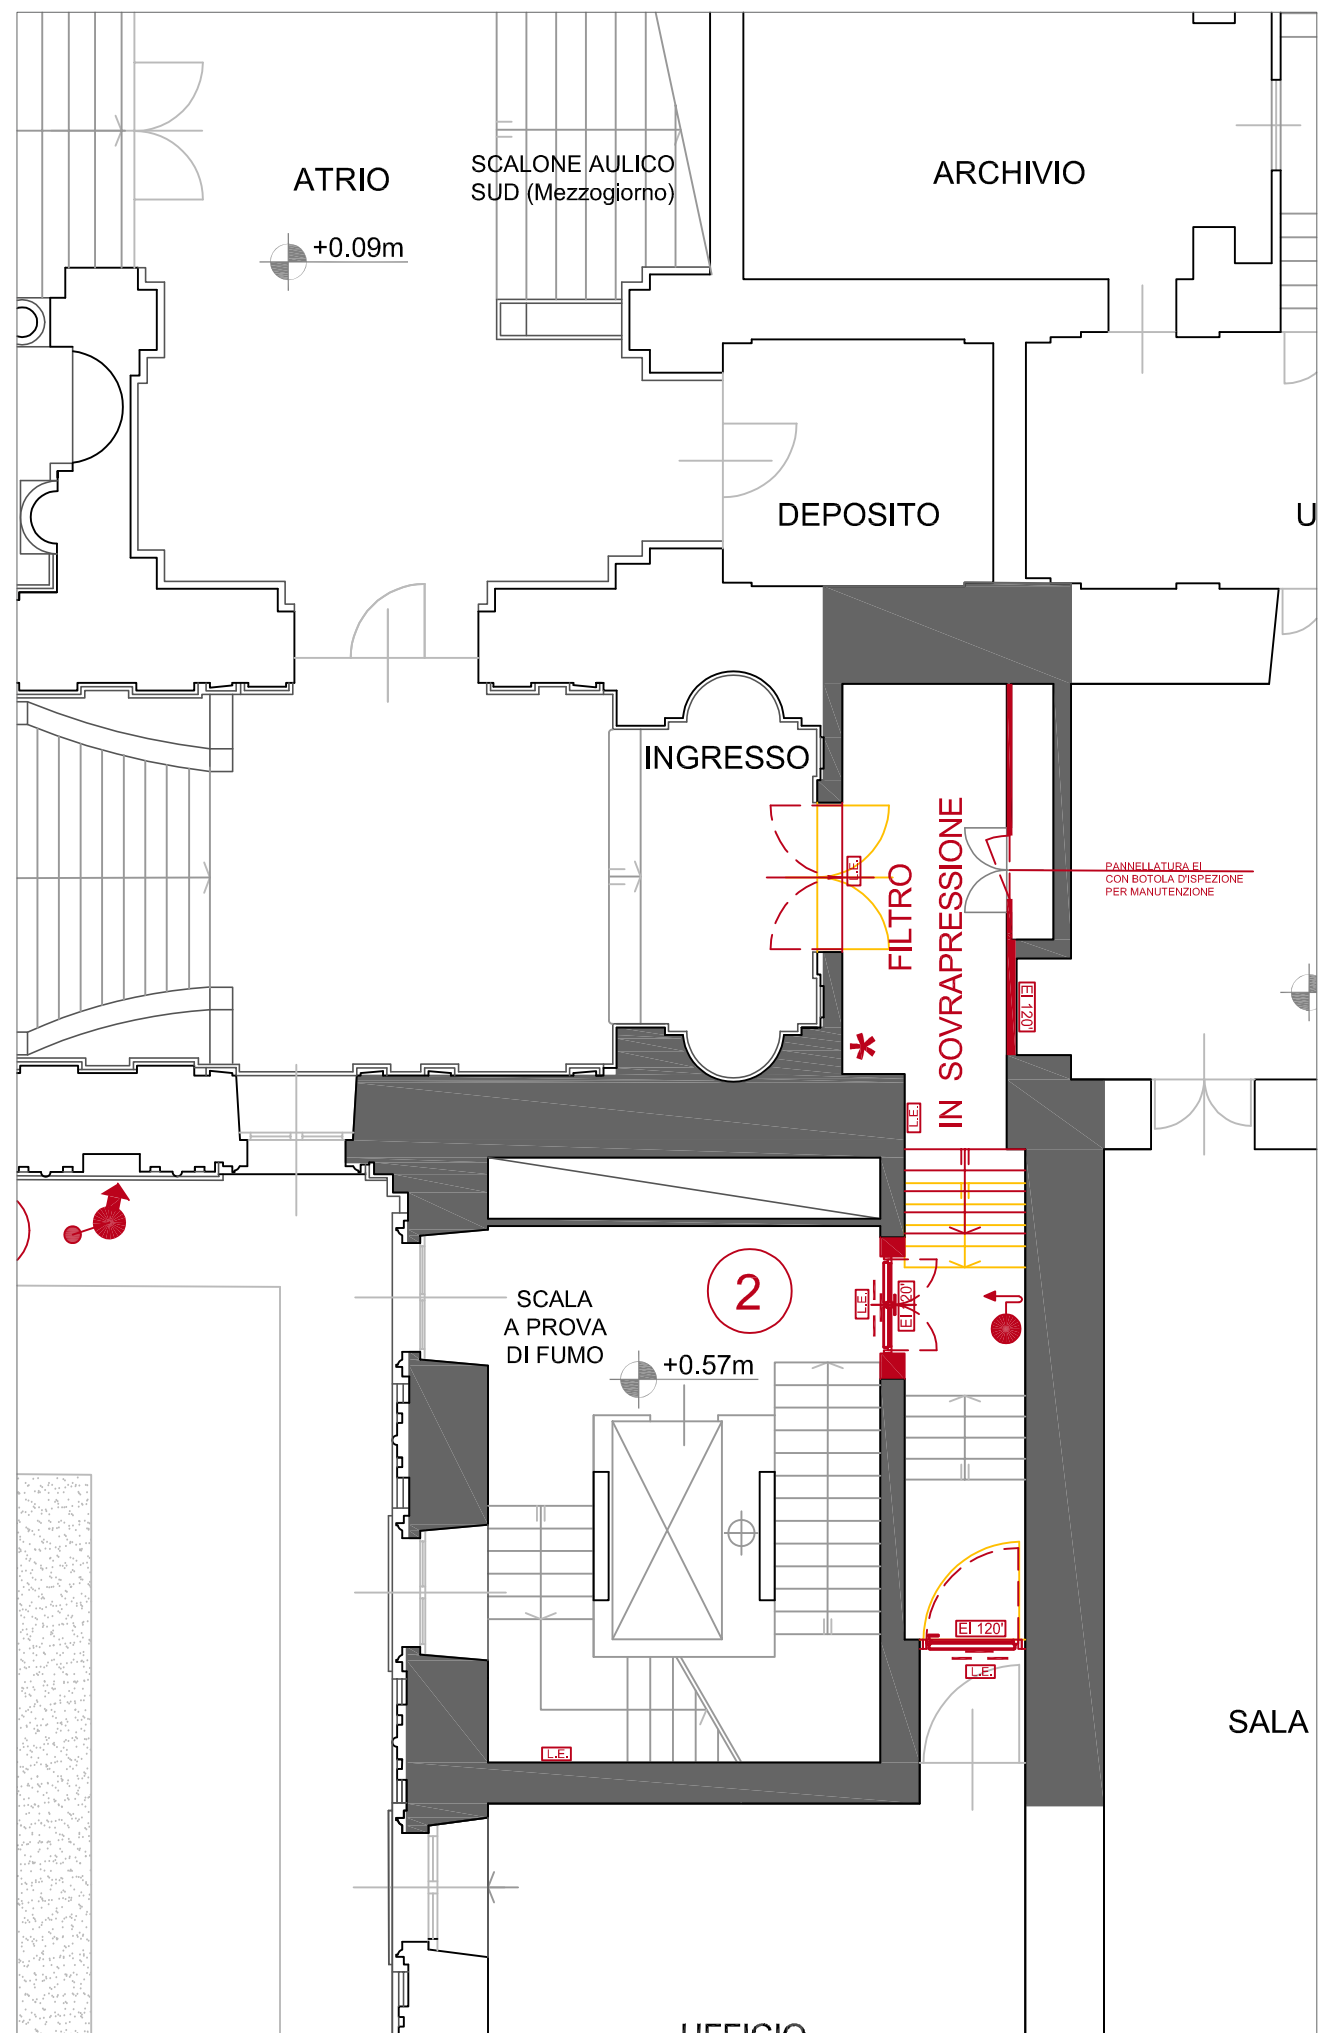 ATRIO
SCALONE AULICO
SUD (Mezzogiorno)
ARCHIVIO
+0.09m
DEPOSITO
U
INGRESSO
FILTRO
IN SOVRAPRESSIONE
L.E.
PANNELLATURA EI
CON BOTOLA D'ISPEZIONE
PER MANUTENZIONE
EI 120'
*
L.E.
2
SCALA
A PROVA
DI FUMO
L.E.
EI 120'
+0.57m
EI 120'
L.E.
L.E.
SALA
UFFICIO